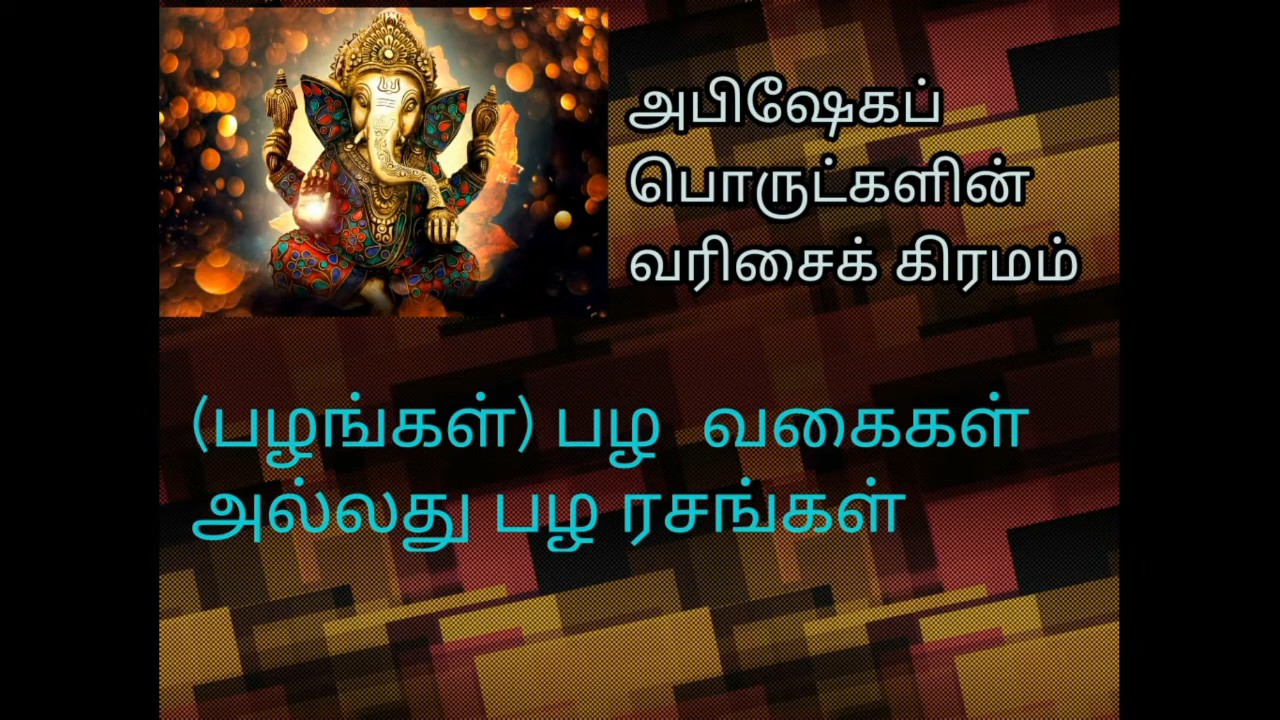 அபிஷேகப்
பொருட்களின்
வரிசைக் கிரமம்
(பழங்கள்) பழ வகைகள்
அல்லது பழ ரசங்கள்